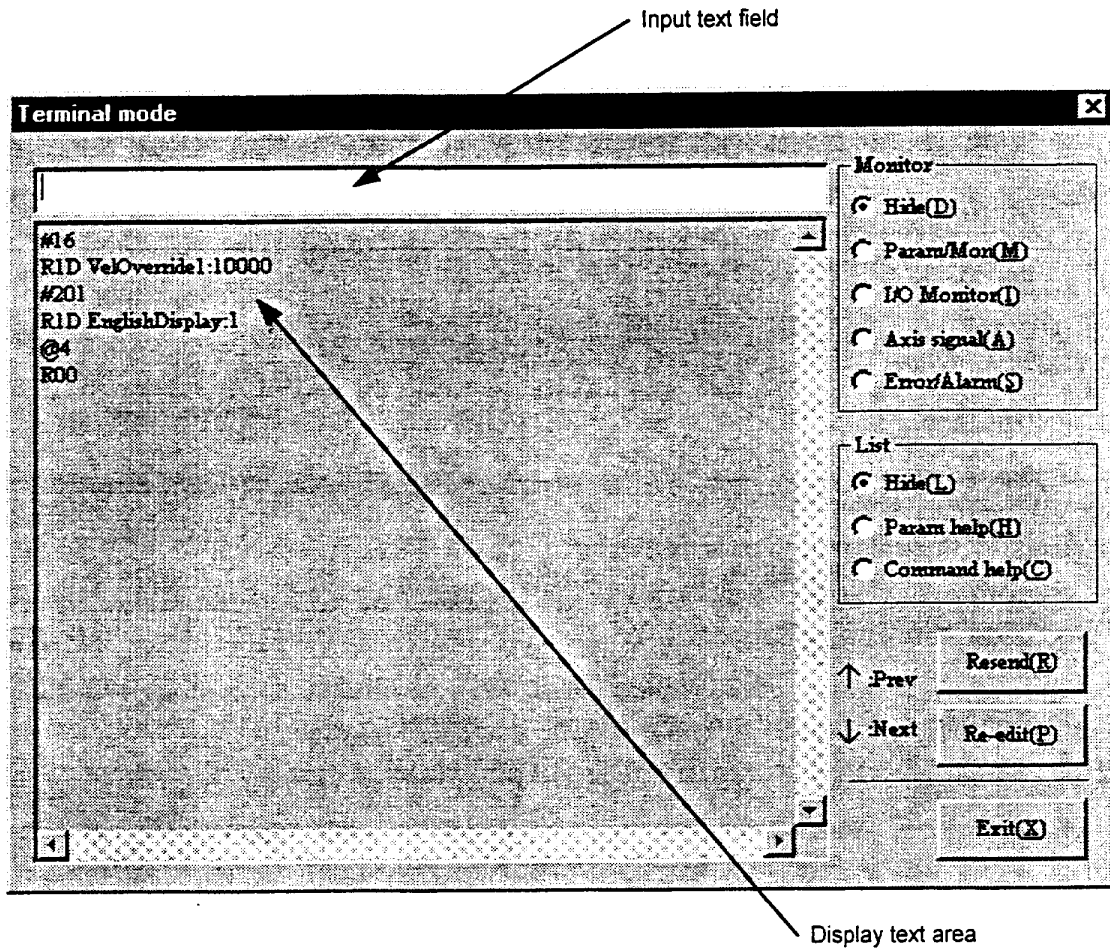 Input text field
Terminal mode
#16
R1D VelOverride1:10000
#201
R1D EnglishDisplay:1
@4
R00
Monitor
Hide(D)
Param/Mon(M)
I/O Monitor(I)
Axis signal(A)
Error/Alarm(S)
List
Hide(L)
Param help(H)
Command help(C)
↑ :Prev
Resend(R)
↓ :Next
Re-edit(P)
Exit(X)
Display text area